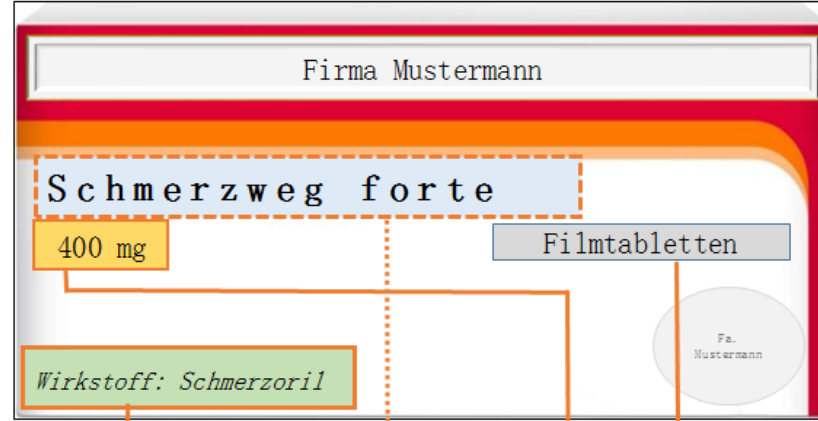 Firma Mustermann
Schmerzweg forte
400 mg
Filmtabletten
Fa.
Mustermann
Wirkstoff: Schmerzoril